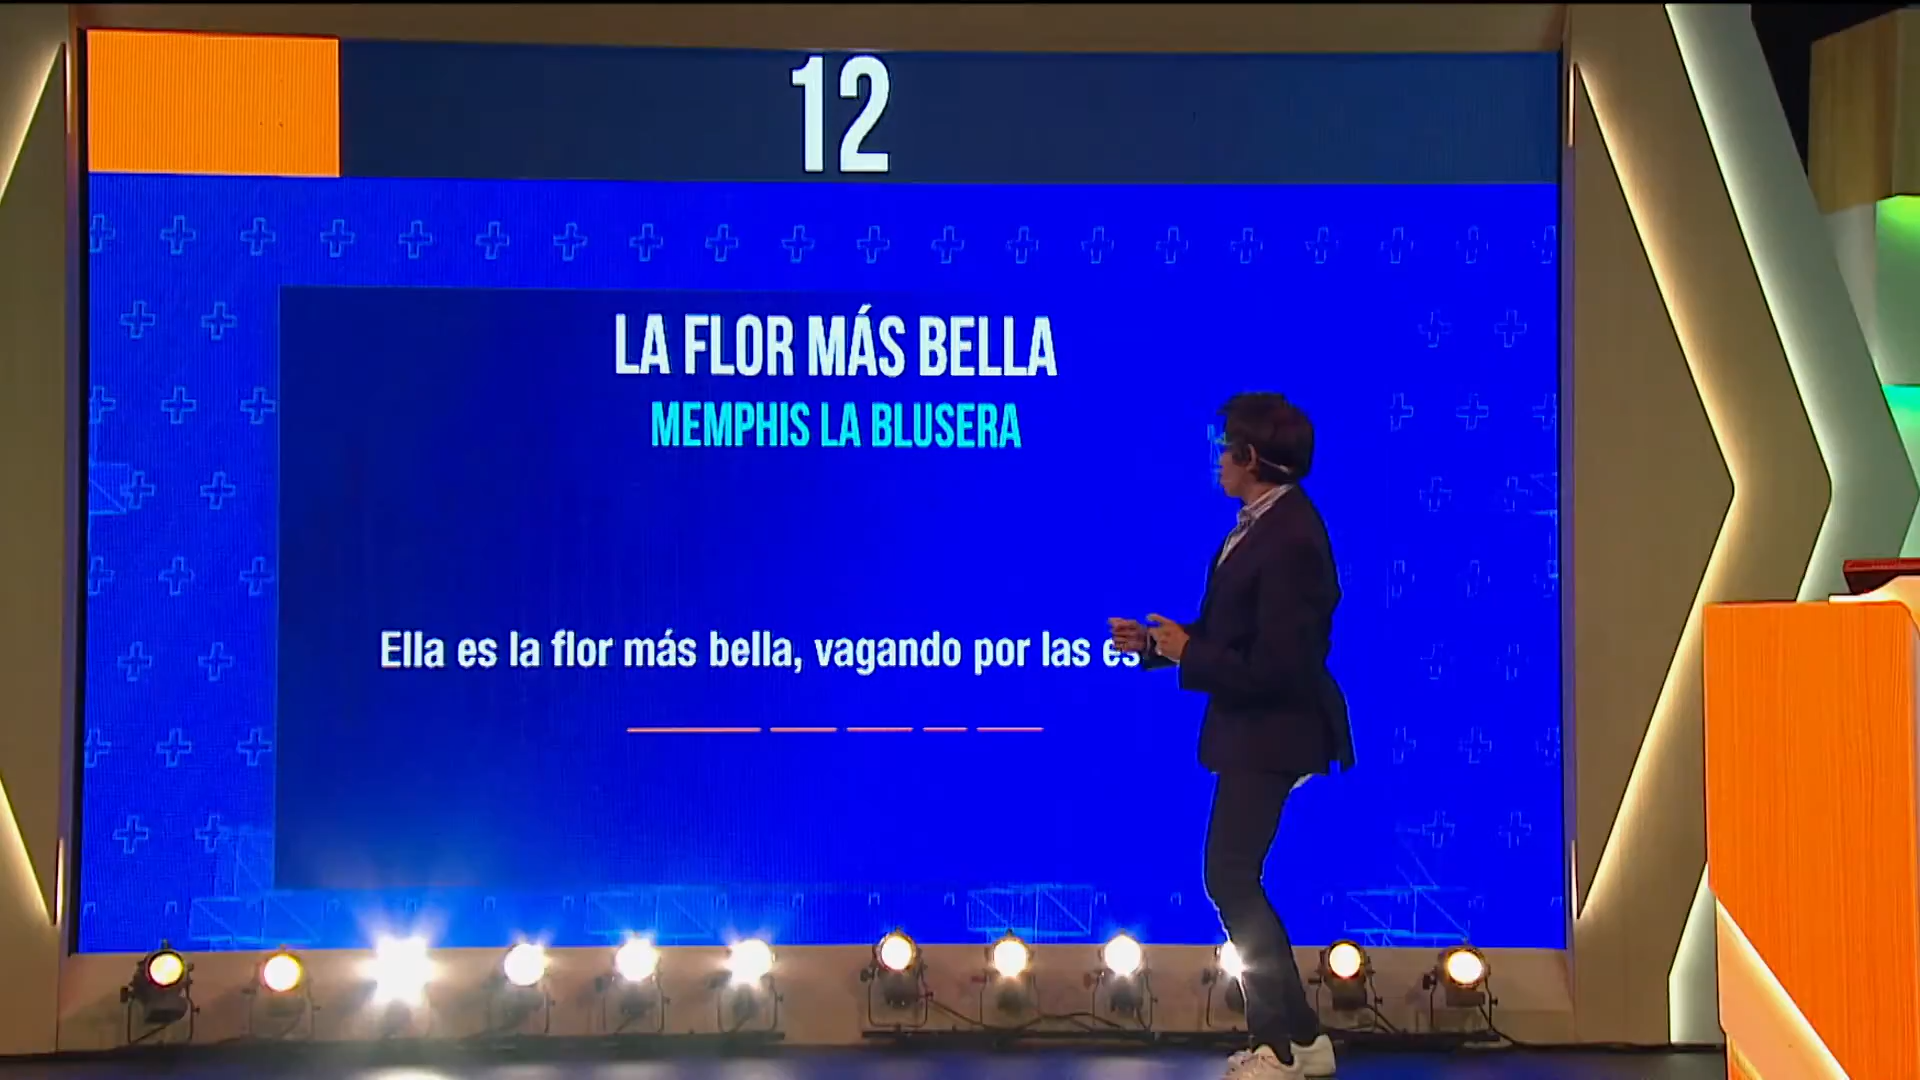 12
LA FLOR MÁS BELLA
MEMPHIS LA BLUSERA
Ella es la flor más bella, vagando por las